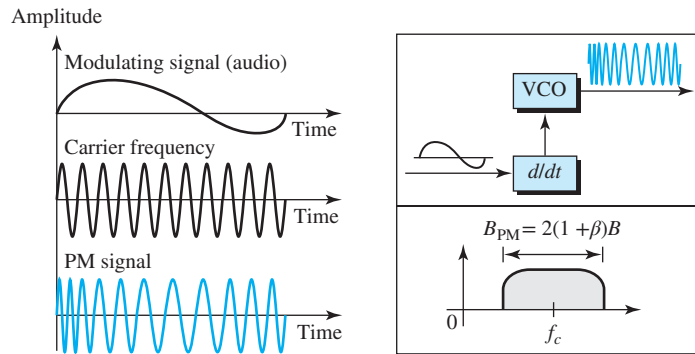 Amplitude
Modulating signal (audio)
Time
Carrier frequency
Time
PM signal
Time
VCO
d/dt
B_PM = 2(1 + β)B
0
f_c